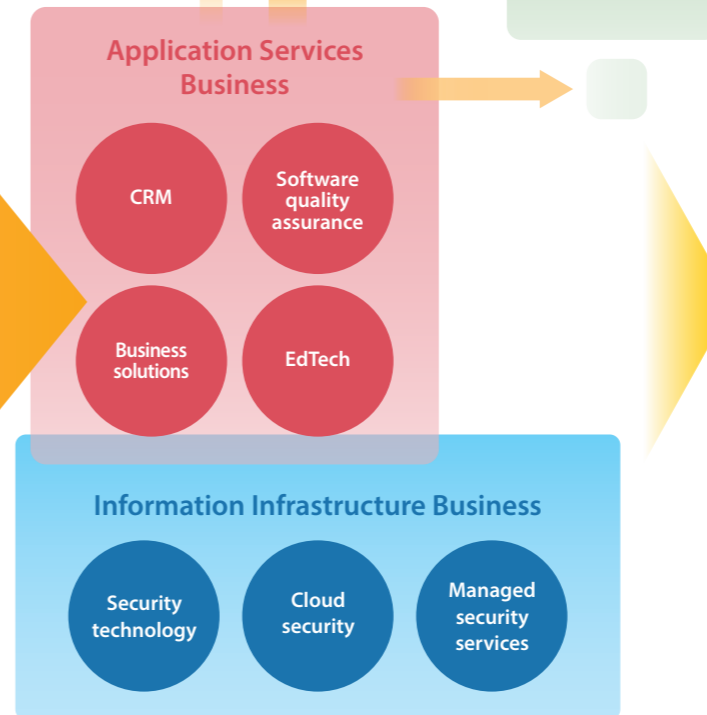 Application Services
Business
CRM
Software
quality
assurance
Business
solutions
EdTech
Information Infrastructure Business
Security
technology
Cloud
security
Managed
security
services